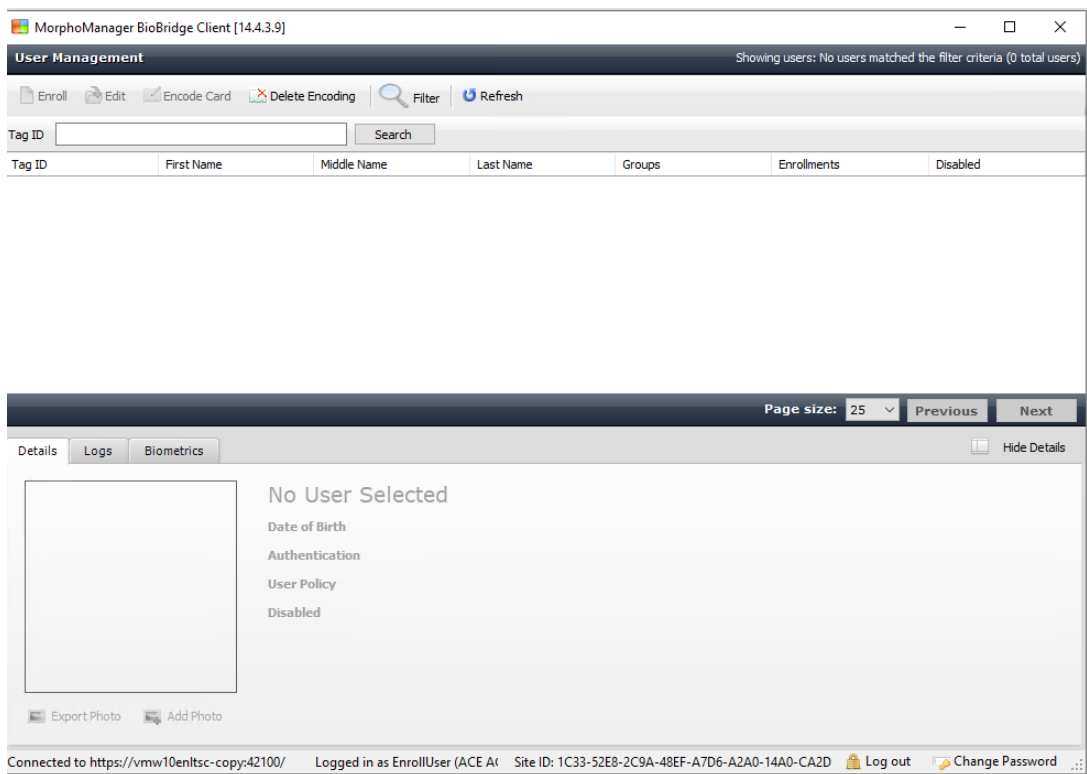 MorphoManager BioBridge Client [14.4.3.9]
User Management Showing users: No users matched the filter criteria (0 total users)
Enroll Edit Encode Card Delete Encoding Filter Refresh
Tag ID Search
Tag ID First Name Middle Name Last Name Groups Enrollments Disabled
Page size: 25 Previous Next
Details Logs Biometrics Hide Details
No User Selected
Date of Birth
Authentication
User Policy
Disabled
Export Photo Add Photo
Connected to https://vmw10enltsc-copy:42100/ Logged in as EnrollUser (ACE A Site ID: 1C33-52E8-2C9A-48EF-A7D6-A2A0-14A0-CA2D Log out Change Password